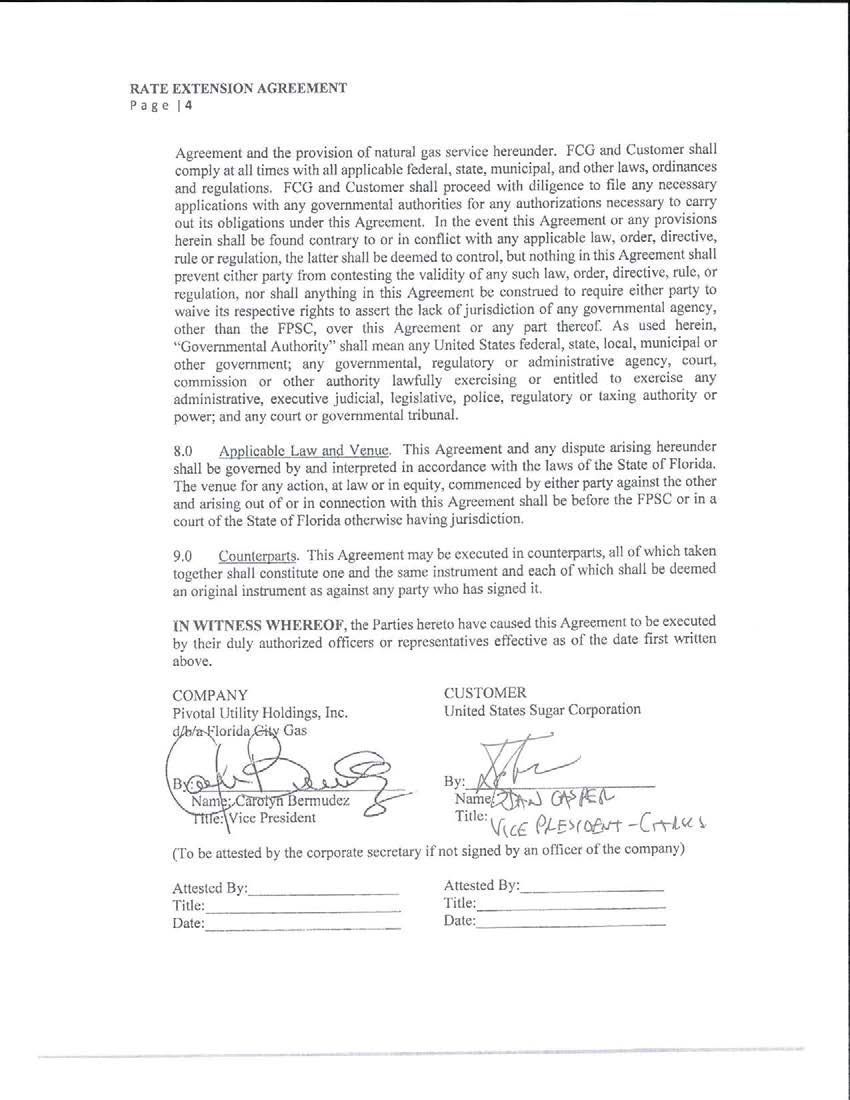 RATE EXTENSION AGREEMENT
Page | 4
Agreement and the provision of natural gas service hereunder. FCG and Customer shall
comply at all times with all applicable federal, state, municipal, and other laws, ordinances
and regulations. FCG and Customer shall proceed with diligence to file any necessary
applications with any governmental authorities for any authorizations necessary to carry
out its obligations under this Agreement. In the event this Agreement or any provisions
herein shall be found contrary to or in conflict with any applicable law, order, directive,
rule or regulation, the latter shall be deemed to control, but nothing in this Agreement shall
prevent either party from contesting the validity of any such law, order, directive, rule, or
regulation, nor shall anything in this Agreement be construed to require either party to
waive its respective rights to assert the lack of jurisdiction of any governmental agency,
other than the FPSC, over this Agreement or any part thereof. As used herein,
“Governmental Authority” shall mean any United States federal, state, local, municipal or
other government; any governmental, regulatory or administrative agency, court,
commission or other authority lawfully exercising or entitled to exercise any
administrative, executive judicial, legislative, police, regulatory or taxing authority or
power; and any court or governmental tribunal.
8.0 Applicable Law and Venue. This Agreement and any dispute arising hereunder
shall be governed by and interpreted in accordance with the laws of the State of Florida.
The venue for any action, at law or in equity, commenced by either party against the other
and arising out of or in connection with this Agreement shall be before the FPSC or in a
court of the State of Florida otherwise having jurisdiction.
9.0 Counterparts. This Agreement may be executed in counterparts, all of which taken
together shall constitute one and the same instrument and each of which shall be deemed
an original instrument as against any party who has signed it.
IN WITNESS WHEREOF, the Parties hereto have caused this Agreement to be executed
by their duly authorized officers or representatives effective as of the date first written
above.
COMPANY
Pivotal Utility Holdings, Inc.
d/b/a Florida City Gas
By:
Name: Carolyn Bermudez
Title: Vice President
CUSTOMER
United States Sugar Corporation
By:
Name: CASPER
Title: VICE PRESIDENT - CITRUS
(To be attested by the corporate secretary if not signed by an officer of the company)
Attested By:
Title:
Date:
Attested By:
Title:
Date: